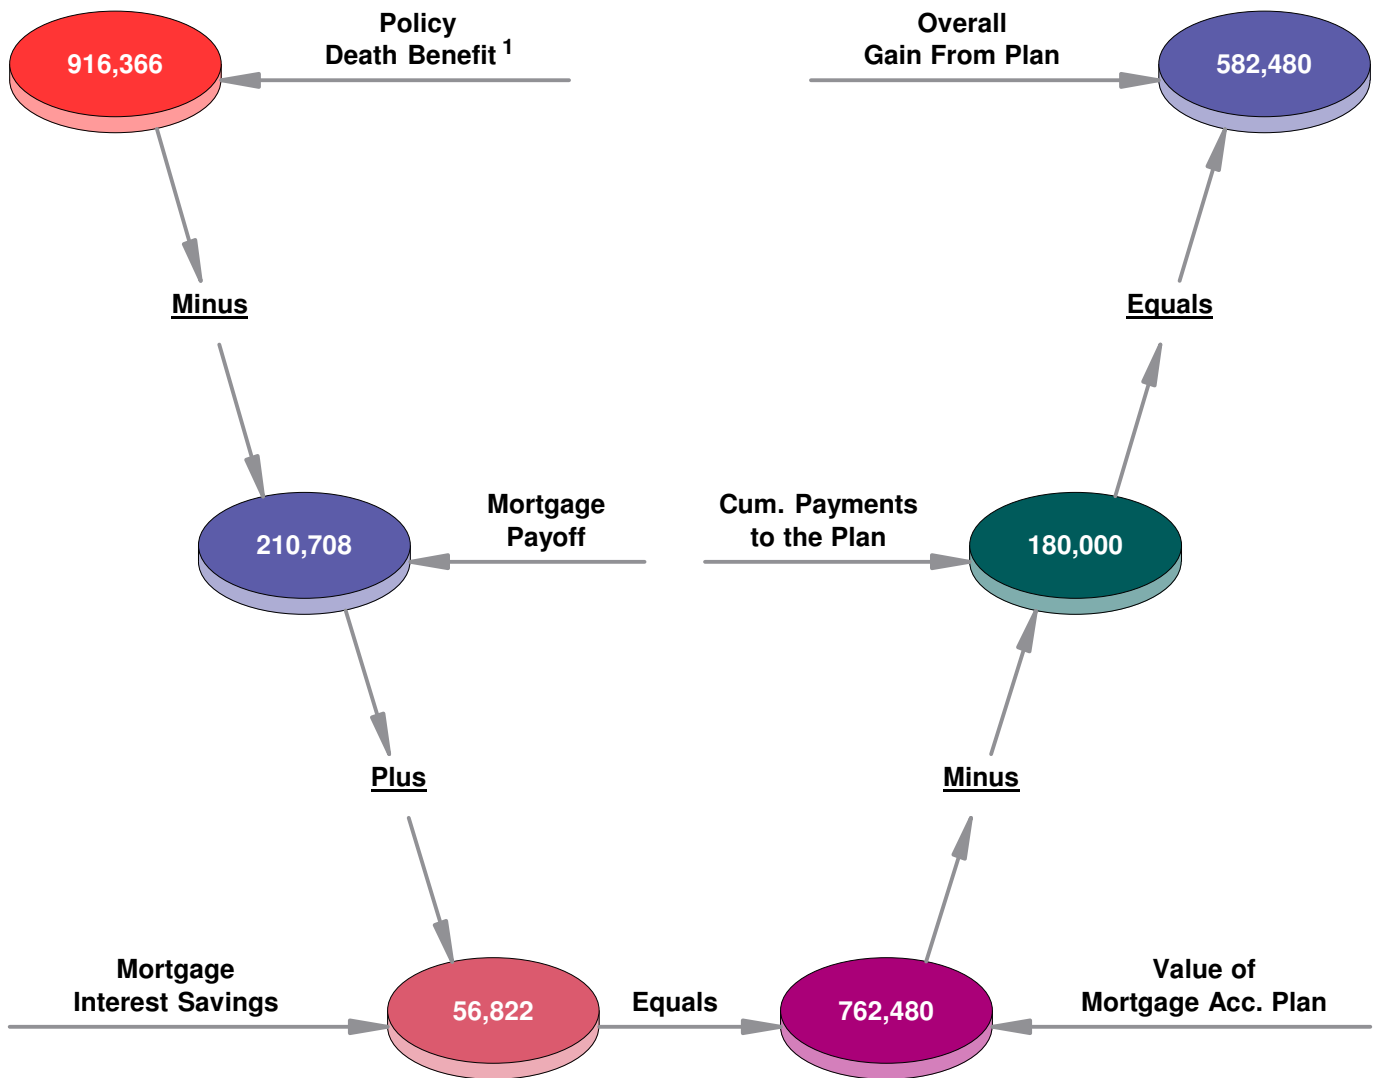 Policy
Death Benefit 1
916,366
Overall
Gain From Plan
582,480
Minus
Equals
Mortgage
Payoff
210,708
Cum. Payments
to the Plan
180,000
Plus
Minus
Mortgage
Interest Savings
56,822
Equals
762,480
Value of
Mortgage Acc. Plan